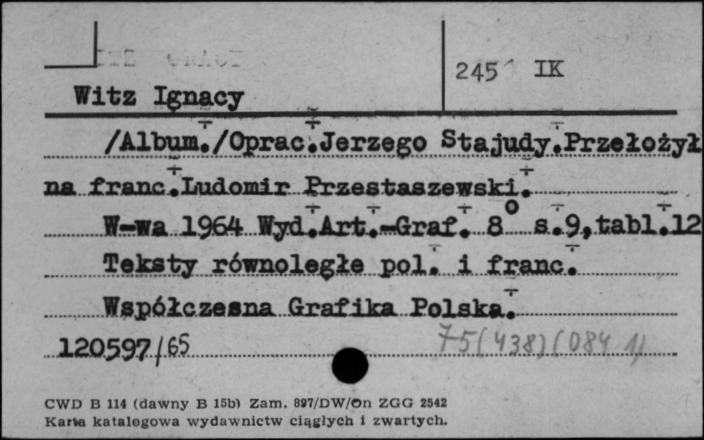 245 IK
Witz Ignacy
/Album./Oprac.Jerzego Stajudy.Przełożył
na franc.Ludomir Przestaszewski.
W-wa 1964 Wyd.Art.-Graf. 8° s.9,tabl.12
Teksty równoległe pol. i franc.
Współczesna Grafika Polska.
120597/65 75(438)(084.1)
CWD B 114 (dawny B 15b) Zam. 897/DW/On ZGG 2542
Karta katalogowa wydawnictw ciągłych i zwartych.